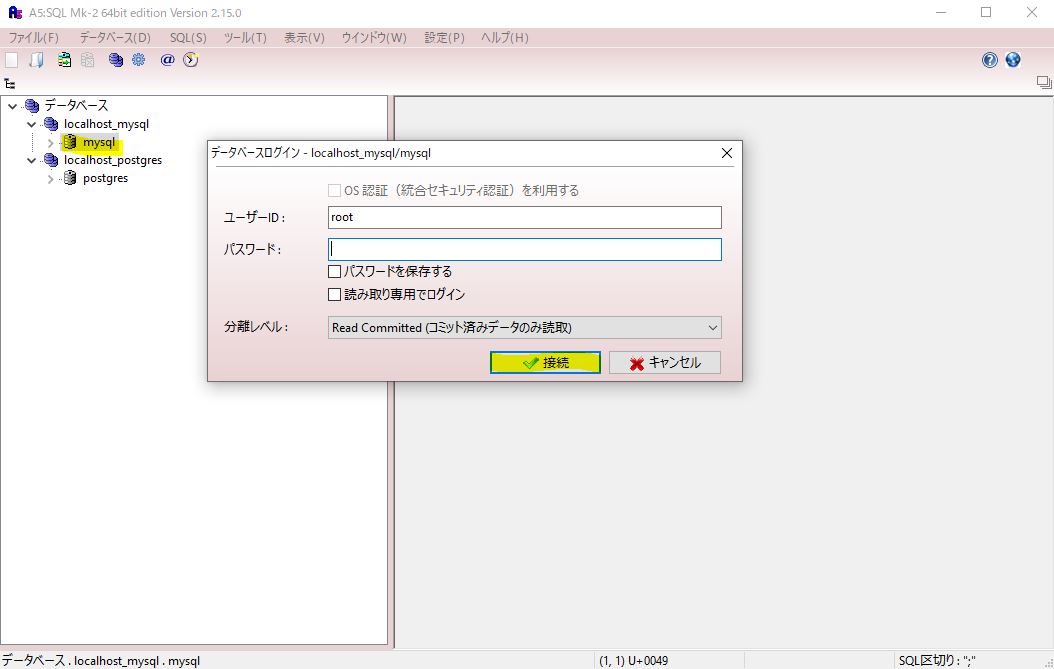 A5:SQL Mk-2 64bit edition Version 2.15.0
ファイル(F) データベース(D) SQL(S) ツール(T) 表示(V) ウインドウ(W) 設定(P) ヘルプ(H)
データベース
localhost_mysql
mysql
localhost_postgres
postgres
データベースログイン - localhost_mysql/mysql
OS 認証（統合セキュリティ認証）を利用する
ユーザーID : root
パスワード :
パスワードを保存する
読み取り専用でログイン
分離レベル : Read Committed (コミット済みデータのみ読取)
接続 キャンセル
データベース . localhost_mysql . mysql (1, 1) U+0049 SQL区切り : ";"